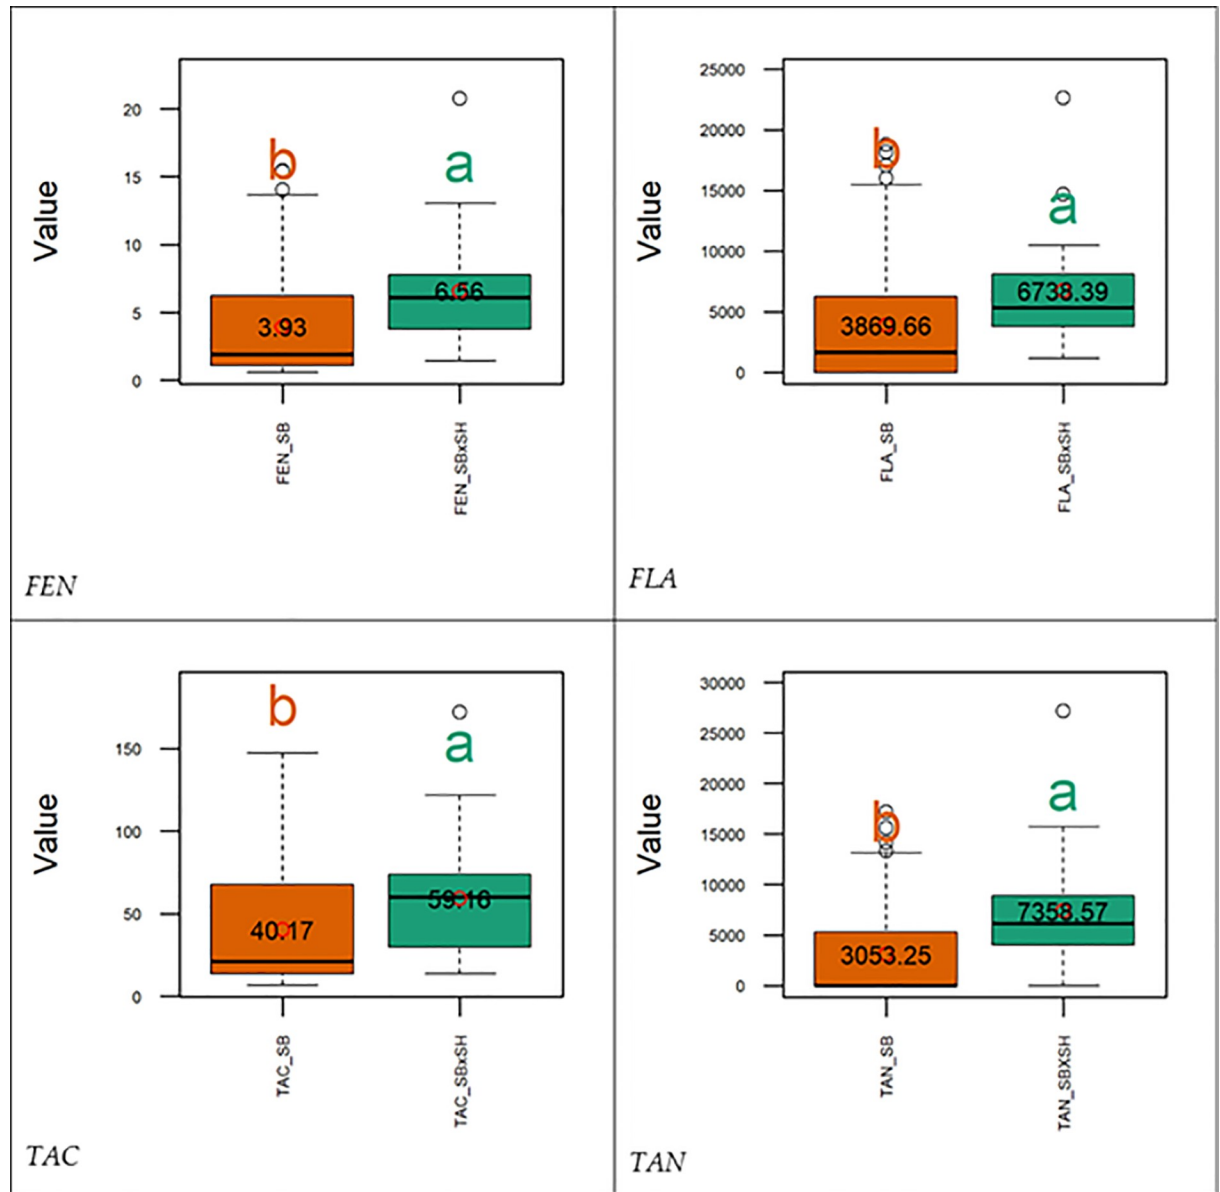 Value
20
15
10
5
0
b
a
3.93
6.56
FEN_SB
FEN_SBxSH
FEN
Value
25000
20000
15000
10000
5000
0
b
a
3869.66
6738.39
FLA_SB
FLA_SBxSH
FLA
Value
150
100
50
0
b
a
40.17
59.16
TAC_SB
TAC_SBxSH
TAC
Value
30000
25000
20000
15000
10000
5000
0
b
a
3053.25
7358.57
TAN_SB
TAN_SBxSH
TAN